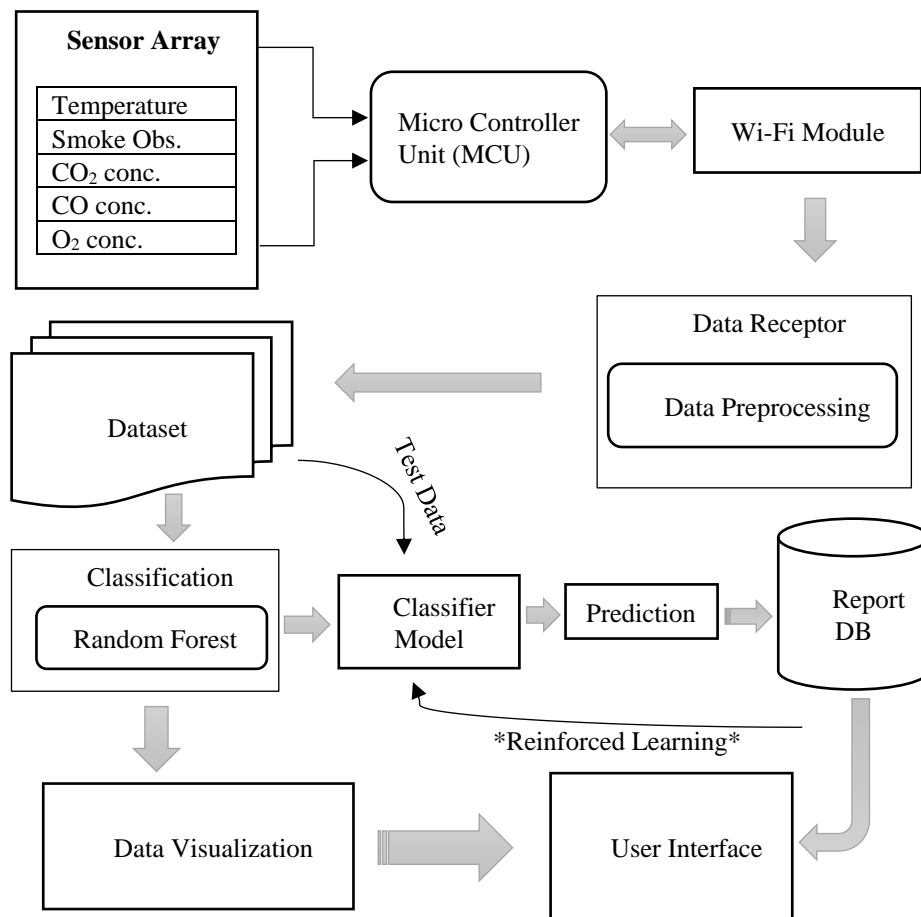 Sensor Array
Temperature
Smoke Obs.
CO₂ conc.
CO conc.
O₂ conc.
Micro Controller
Unit (MCU)
Wi-Fi Module
Data Receptor
Data Preprocessing
Dataset
Test Data
Classification
Random Forest
Classifier
Model
Prediction
Report
DB
*Reinforced Learning*
Data Visualization
User Interface